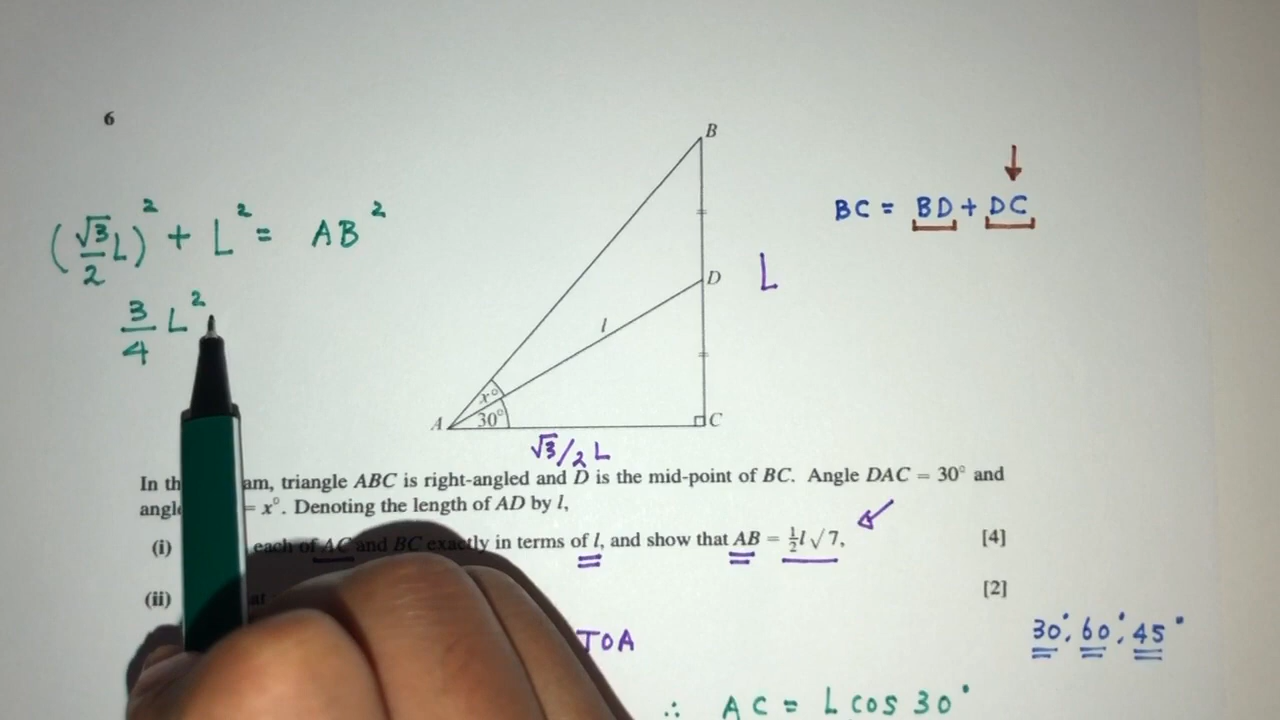 6
B
(√3/2 L)² + L² = AB²
BC = BD + DC
D
L
3/4 L²
l
x°
A
30°
C
√3/2 L
In th am, triangle ABC is right-angled and D is the mid-point of BC. Angle DAC = 30° and
angl = x°. Denoting the length of AD by l,
(i) each of AC and BC exactly in terms of l, and show that AB = ½l√7, [4]
(ii) [2]
TOA
30°, 60°, 45°
∴ AC = L cos 30°